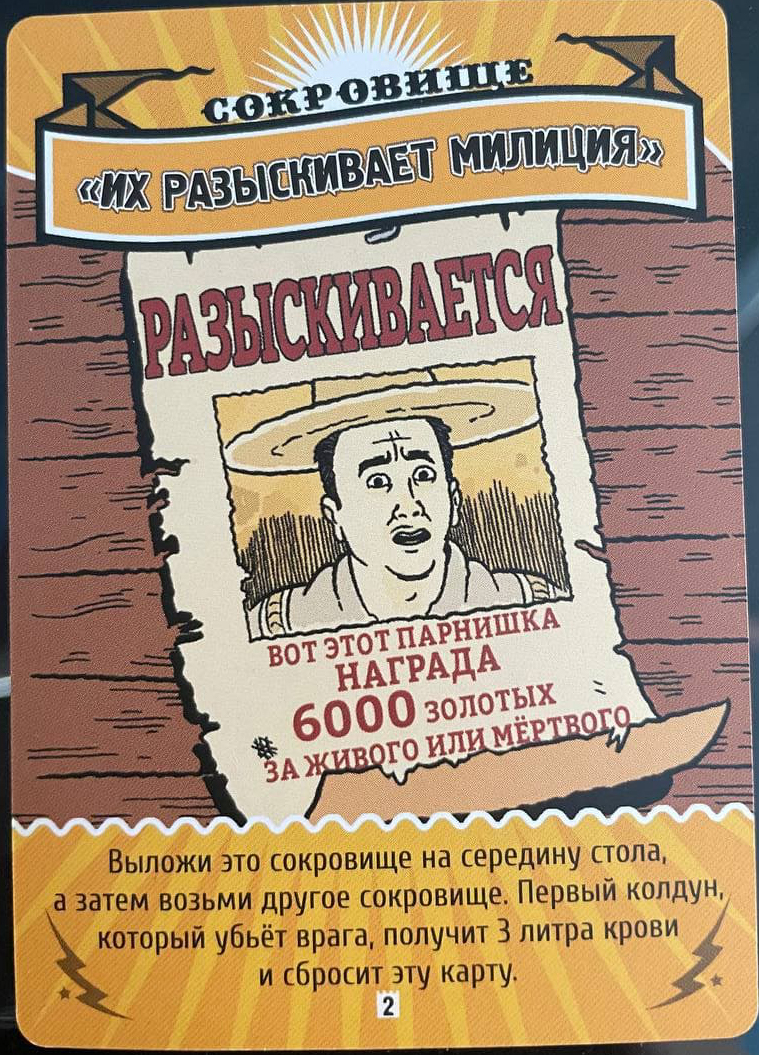 СОКРОВИЩЕ
«ИХ РАЗЫСКИВАЕТ МИЛИЦИЯ»
РАЗЫСКИВАЕТСЯ
ВОТ ЭТОТ ПАРНИШКА
НАГРАДА
6000 ЗОЛОТЫХ
ЗА ЖИВОГО ИЛИ МЁРТВОГО
Выложи это сокровище на середину стола,
а затем возьми другое сокровище. Первый колдун,
который убьёт врага, получит 3 литра крови
и сбросит эту карту.
2